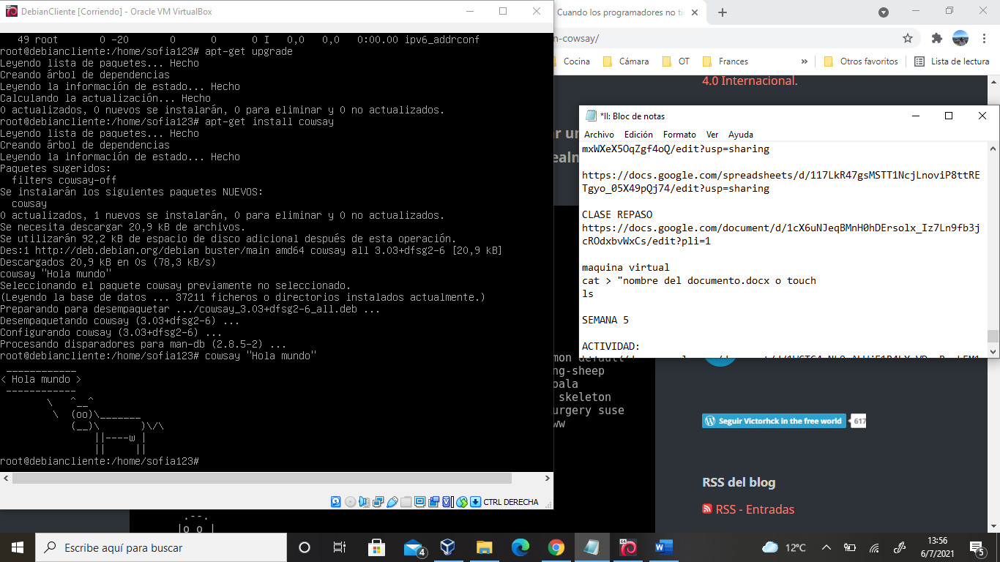 DebianCliente [Corriendo] - Oracle VM VirtualBox
49 root 0 -20 0 0 0 I 0,0 0,0 0:00.00 ipv6_addrconf
root@debiancliente:/home/sofia123# apt-get upgrade
Leyendo lista de paquetes... Hecho
Creando árbol de dependencias
Leyendo la información de estado... Hecho
Calculando la actualización... Hecho
0 actualizados, 0 nuevos se instalarán, 0 para eliminar y 0 no actualizados.
root@debiancliente:/home/sofia123# apt-get install cowsay
Leyendo lista de paquetes... Hecho
Creando árbol de dependencias
Leyendo la información de estado... Hecho
Paquetes sugeridos:
  filters cowsay-off
Se instalarán los siguientes paquetes NUEVOS:
  cowsay
0 actualizados, 1 nuevos se instalarán, 0 para eliminar y 0 no actualizados.
Se necesita descargar 20,9 kB de archivos.
Se utilizarán 92,2 kB de espacio de disco adicional después de esta operación.
Des:1 http://deb.debian.org/debian buster/main amd64 cowsay all 3.03+dfsg2-6 [20,9 kB]
Descargados 20,9 kB en 0s (78,3 kB/s)
cowsay "Hola mundo"
Seleccionando el paquete cowsay previamente no seleccionado.
(Leyendo la base de datos ... 37211 ficheros o directorios instalados actualmente.)
Preparando para desempaquetar .../cowsay_3.03+dfsg2-6_all.deb ...
Desempaquetando cowsay (3.03+dfsg2-6) ...
Configurando cowsay (3.03+dfsg2-6) ...
Procesando disparadores para man-db (2.8.5-2) ...
root@debiancliente:/home/sofia123# cowsay "Hola mundo"
 ____________
< Hola mundo >
 ------------
        \   ^__^
         \  (oo)\_______
            (__)\       )\/\
                ||----w |
                ||     ||
root@debiancliente:/home/sofia123#
CTRL DERECHA
Cuando los programadores no ti
n-cowsay/
Cocina Cámara OT Frances » Otros favoritos Lista de lectura
4.0 Internacional.
*II: Bloc de notas
Archivo Edición Formato Ver Ayuda
mxWXeX5OqZgf4oQ/edit?usp=sharing
https://docs.google.com/spreadsheets/d/117LkR47gsMSTT1NcjLnoviP8ttRE
Tgyo_05X49pQj74/edit?usp=sharing
CLASE REPASO
https://docs.google.com/document/d/1cX6uNJeqBMnH0hDErsolx_Iz7Ln9fb3j
cROdxbvWxCs/edit?pli=1
maquina virtual
cat > "nombre del documento.docx o touch
ls
SEMANA 5
ACTIVIDAD:
mon default
ng-sheep
bala
skeleton
urgery suse
ww
Seguir Victorhck in the free world 617
RSS del blog
RSS - Entradas
Escribe aquí para buscar
4
12°C
13:56
6/7/2021
5